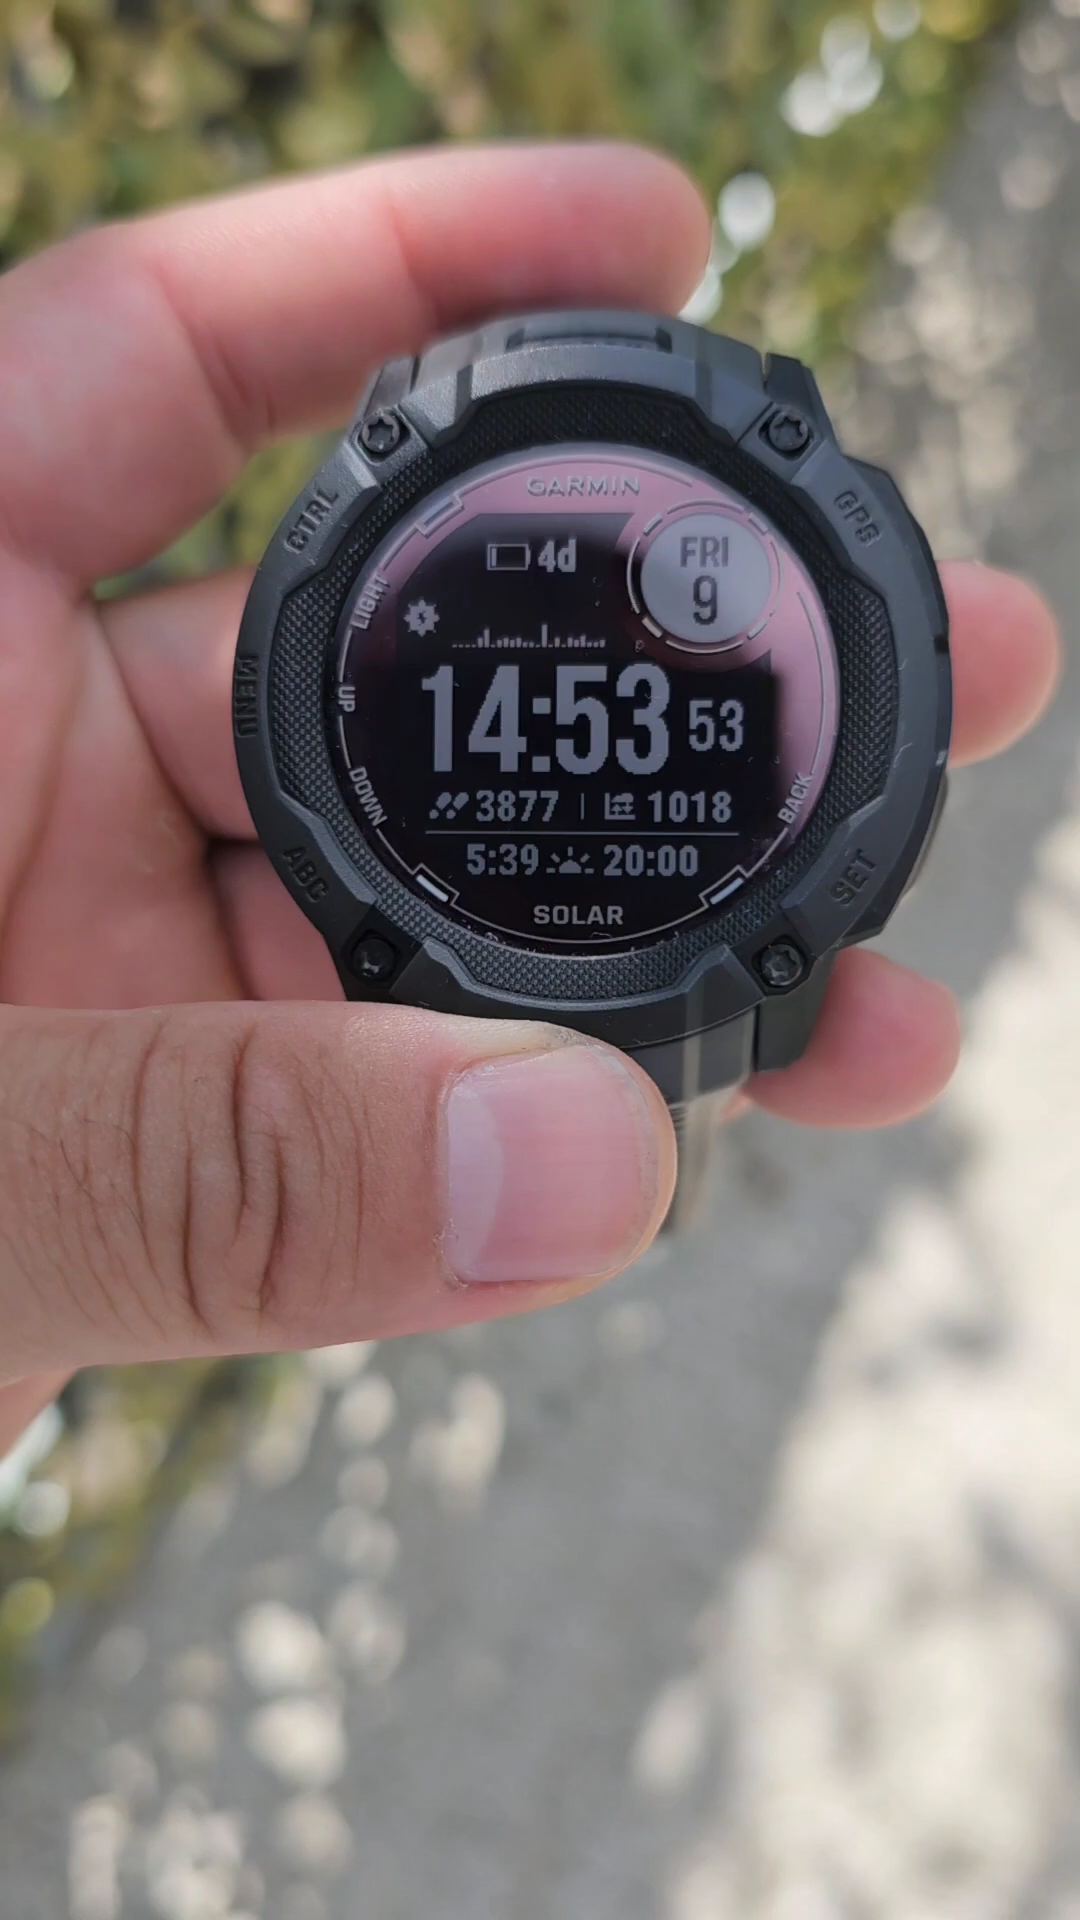 GARMIN
CTRL
GPS
LIGHT
4d
FRI
9
MENU
UP
14:53 53
DOWN
3877 | 1018
BACK
ABC
5:39 20:00
SET
SOLAR